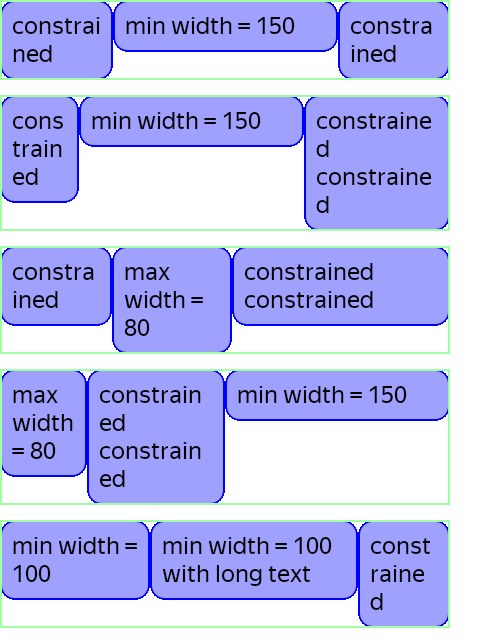 constrai
ned
min width = 150
constra
ined
cons
train
ed
min width = 150
constraine
d
constraine
d
constra
ined
max
width =
80
constrained
constrained
max
width
= 80
constrain
ed
constrain
ed
min width = 150
min width =
100
min width = 100
with long text
const
raine
d